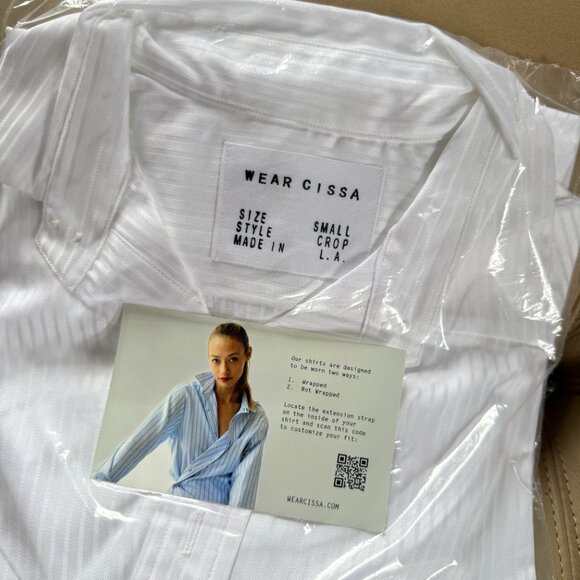 WEAR CISSA
SIZE SMALL
STYLE CROP
MADE IN L.A.
Our shirts are designed
to be worn two ways:
1. Wrapped
2. Not Wrapped
Locate the extension strap
on the inside of your
shirt and scan this code
to customize your fit:
WEARCISSA.COM